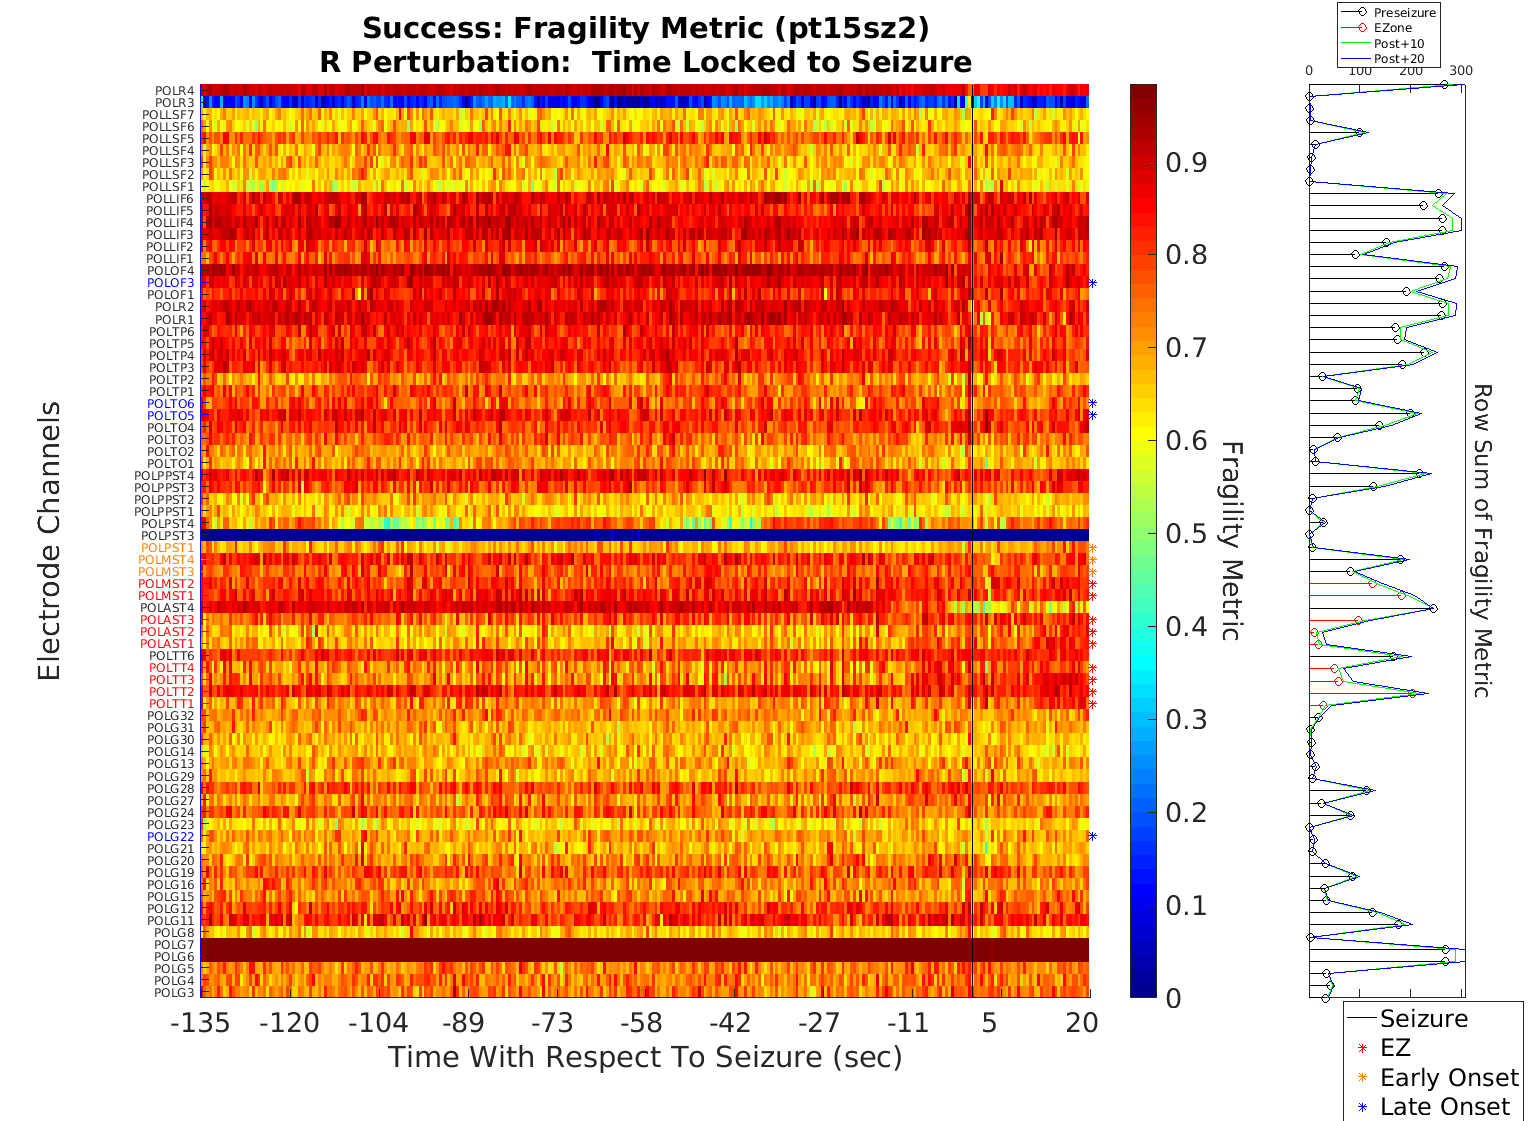 Success: Fragility Metric (pt15sz2)
R Perturbation:  Time Locked to Seizure
Preseizure
EZone
Post+10
Post+20
0 100 200 300
POLR4
POLR3
POLLSF7
POLLSF6
POLLSF5
POLLSF4
POLLSF3
POLLSF2
POLLSF1
POLLIF6
POLLIF5
POLLIF4
POLLIF3
POLLIF2
POLLIF1
POLOF4
POLOF3
POLOF1
POLR2
POLR1
POLTP6
POLTP5
POLTP4
POLTP3
POLTP2
POLTP1
POLTO6
POLTO5
POLTO4
POLTO3
POLTO2
POLTO1
POLPPST4
POLPPST3
POLPPST2
POLPPST1
POLPST4
POLPST3
POLPST1
POLMST4
POLMST3
POLMST2
POLMST1
POLAST4
POLAST3
POLAST2
POLAST1
POLTT6
POLTT4
POLTT3
POLTT2
POLTT1
POLG32
POLG31
POLG30
POLG14
POLG13
POLG29
POLG28
POLG27
POLG24
POLG23
POLG22
POLG21
POLG20
POLG19
POLG16
POLG15
POLG12
POLG11
POLG8
POLG7
POLG6
POLG5
POLG4
POLG3
Electrode Channels
-135 -120 -104 -89 -73 -58 -42 -27 -11 5 20
Time With Respect To Seizure (sec)
0.9
0.8
0.7
0.6
0.5
0.4
0.3
0.2
0.1
0
Fragility Metric
Row Sum of Fragility Metric
Seizure
EZ
Early Onset
Late Onset